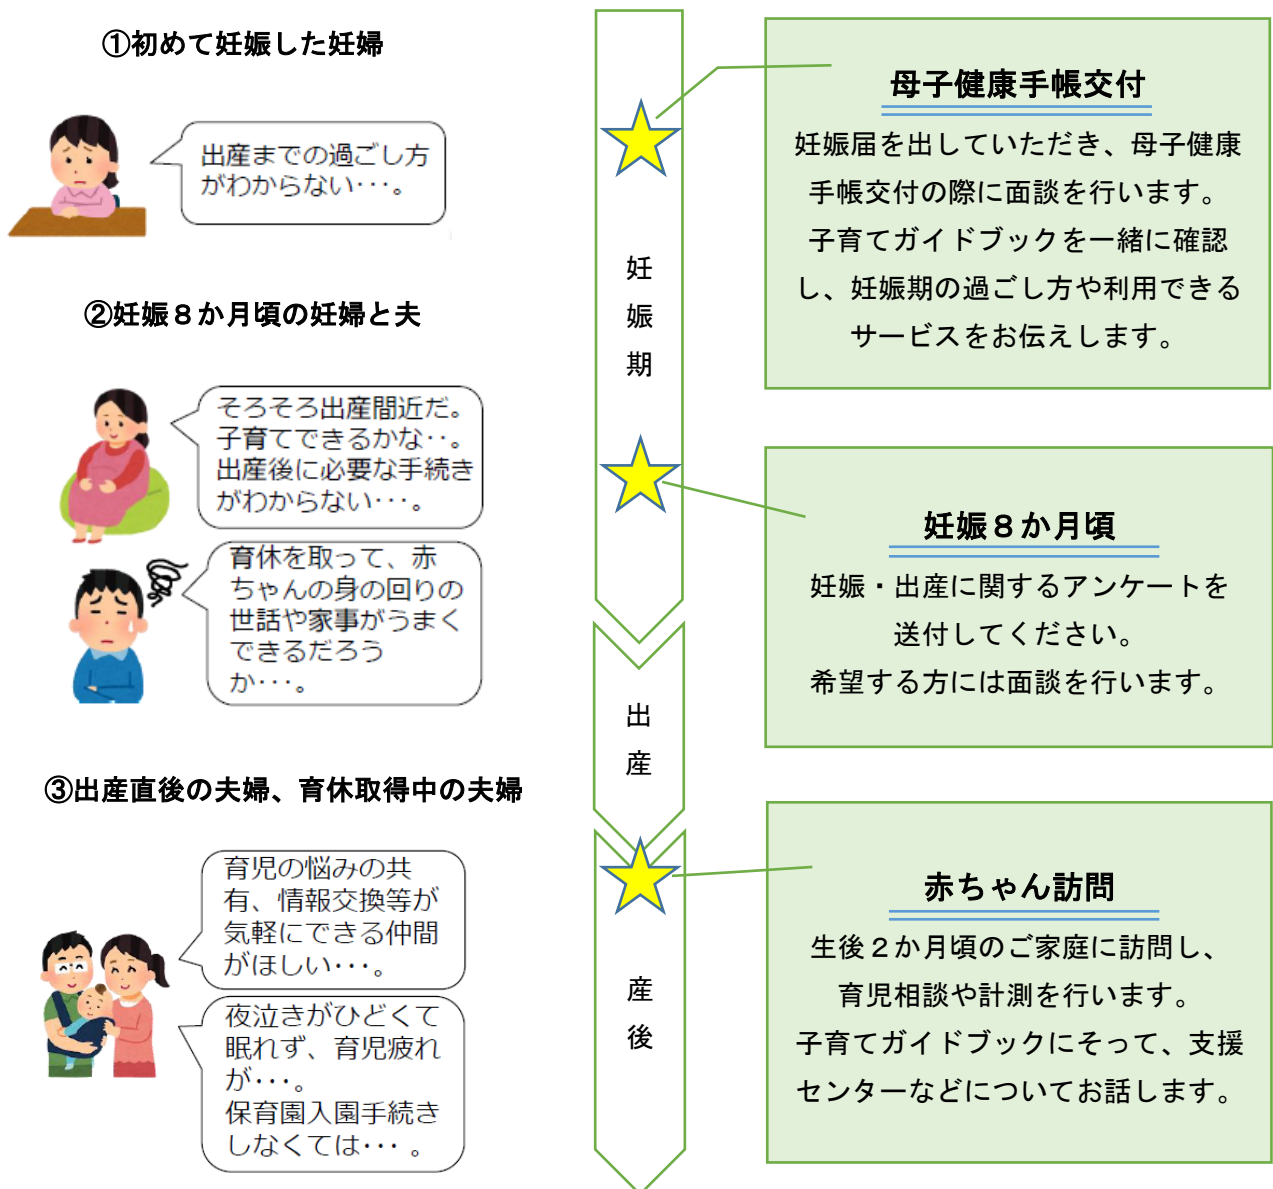 ①初めて妊娠した妊婦
出産までの過ごし方
がわからない･･･。
②妊娠８か月頃の妊婦と夫
そろそろ出産間近だ。
子育てできるかな･･。
出産後に必要な手続き
がわからない･･･。
育休を取って、赤
ちゃんの身の回りの
世話や家事がうまく
できるだろう
か･･･。
③出産直後の夫婦、育休取得中の夫婦
育児の悩みの共
有、情報交換等が
気軽にできる仲間
がほしい･･･。
夜泣きがひどくて
眠れず、育児疲れ
が･･･。
保育園入園手続き
しなくては･･･ 。
妊
娠
期
出
産
産
後
母子健康手帳交付
妊娠届を出していただき、母子健康
手帳交付の際に面談を行います。
子育てガイドブックを一緒に確認
し、妊娠期の過ごし方や利用できる
サービスをお伝えします。
妊娠８か月頃
妊娠・出産に関するアンケートを
送付してください。
希望する方には面談を行います。
赤ちゃん訪問
生後２か月頃のご家庭に訪問し、
育児相談や計測を行います。
子育てガイドブックにそって、支援
センターなどについてお話します。